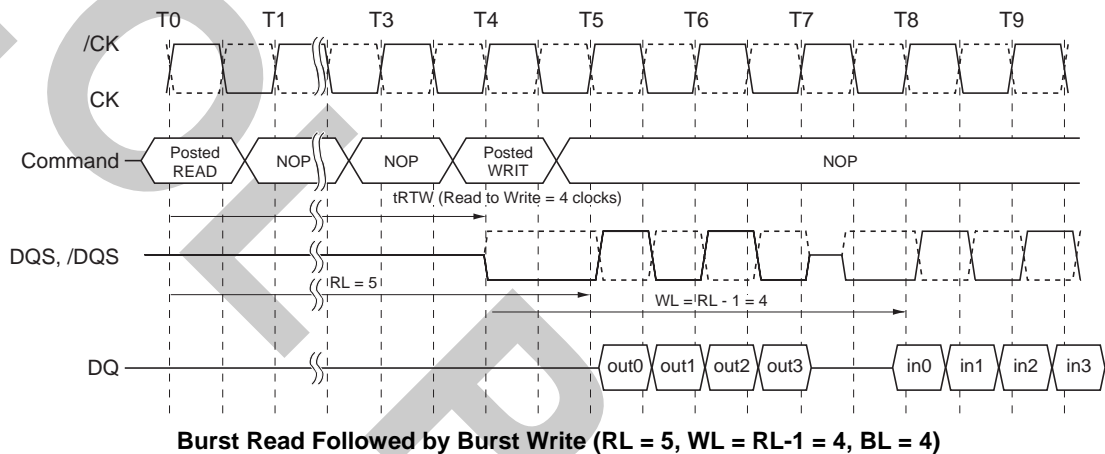 T0 T1 T3 T4 T5 T6 T7 T8 T9
/CK
CK
Command Posted READ NOP NOP Posted WRIT NOP
tRTW (Read to Write = 4 clocks)
DQS, /DQS
RL = 5
WL = RL - 1 = 4
DQ out0 out1 out2 out3 in0 in1 in2 in3
Burst Read Followed by Burst Write (RL = 5, WL = RL-1 = 4, BL = 4)